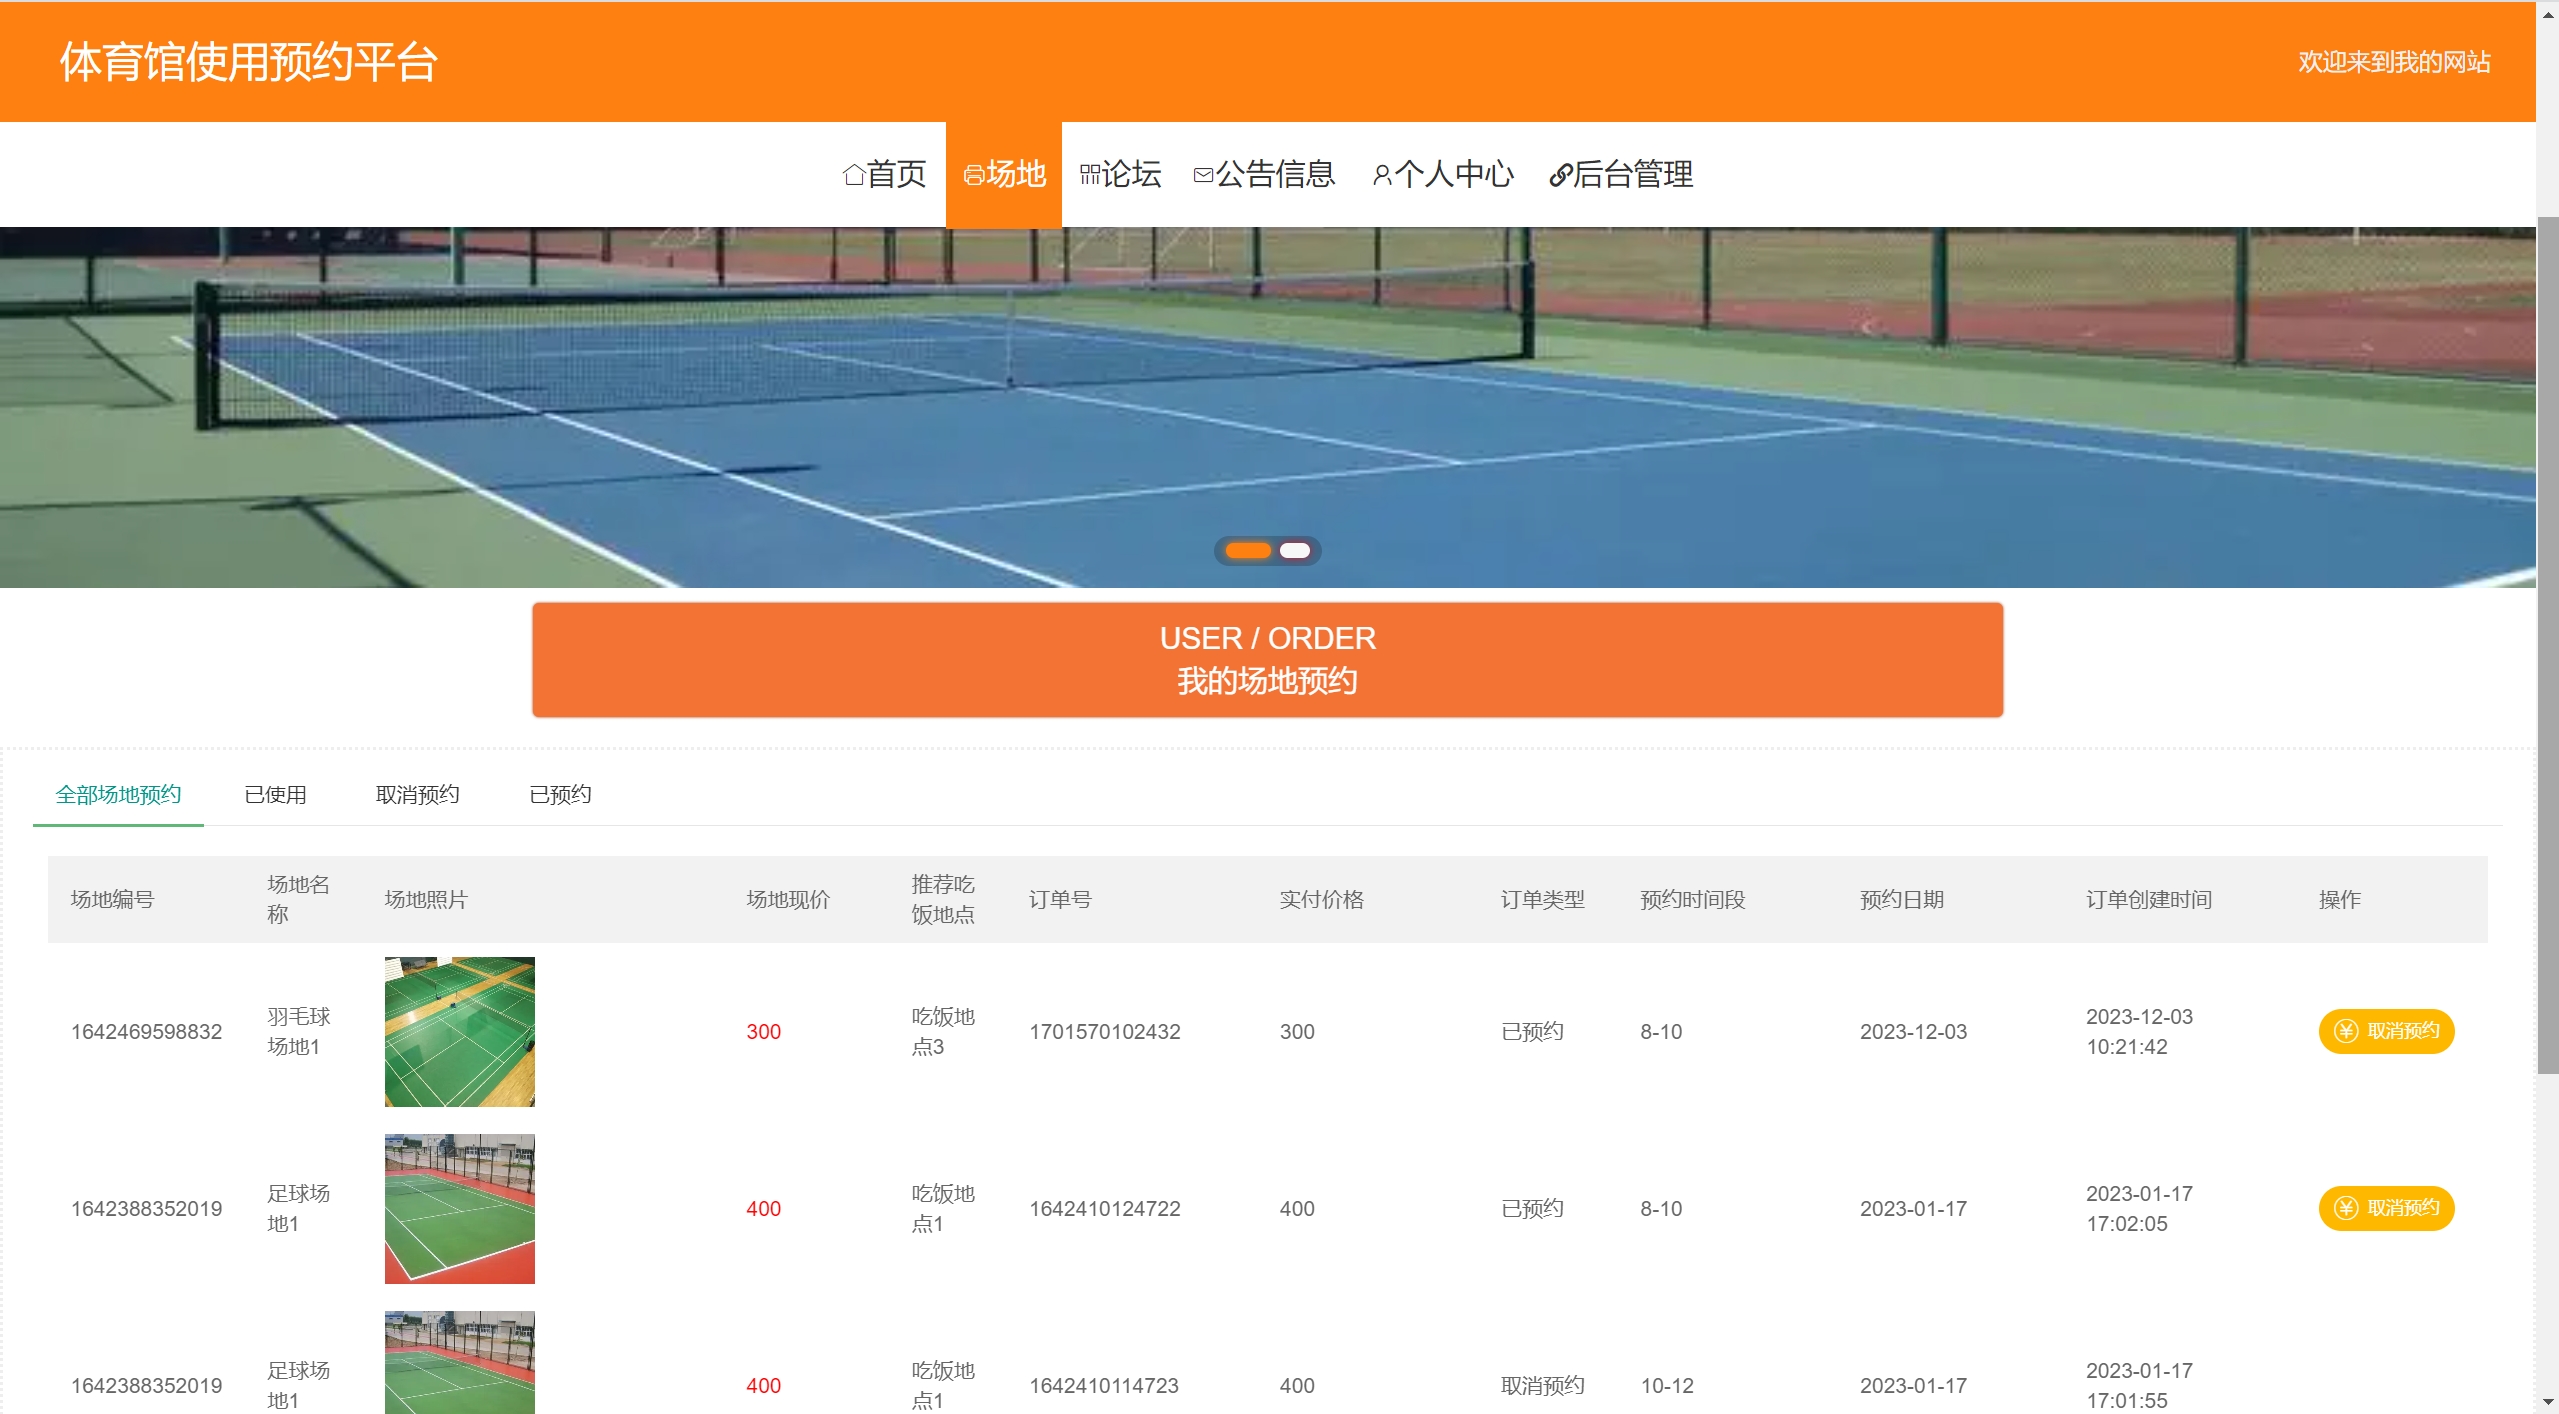 体育馆使用预约平台
欢迎来到我的网站
首页 场地 论坛 公告信息 个人中心 后台管理
USER / ORDER
我的场地预约
全部场地预约 已使用 取消预约 已预约
场地编号 场地名称 场地照片 场地现价 推荐吃饭地点 订单号 实付价格 订单类型 预约时间段 预约日期 订单创建时间 操作
1642469598832 羽毛球场地1 300 吃饭地点3 1701570102432 300 已预约 8-10 2023-12-03 2023-12-03 10:21:42 取消预约
1642388352019 足球场地1 400 吃饭地点1 1642410124722 400 已预约 8-10 2023-01-17 2023-01-17 17:02:05 取消预约
1642388352019 足球场地1 400 吃饭地点1 1642410114723 400 取消预约 10-12 2023-01-17 2023-01-17 17:01:55